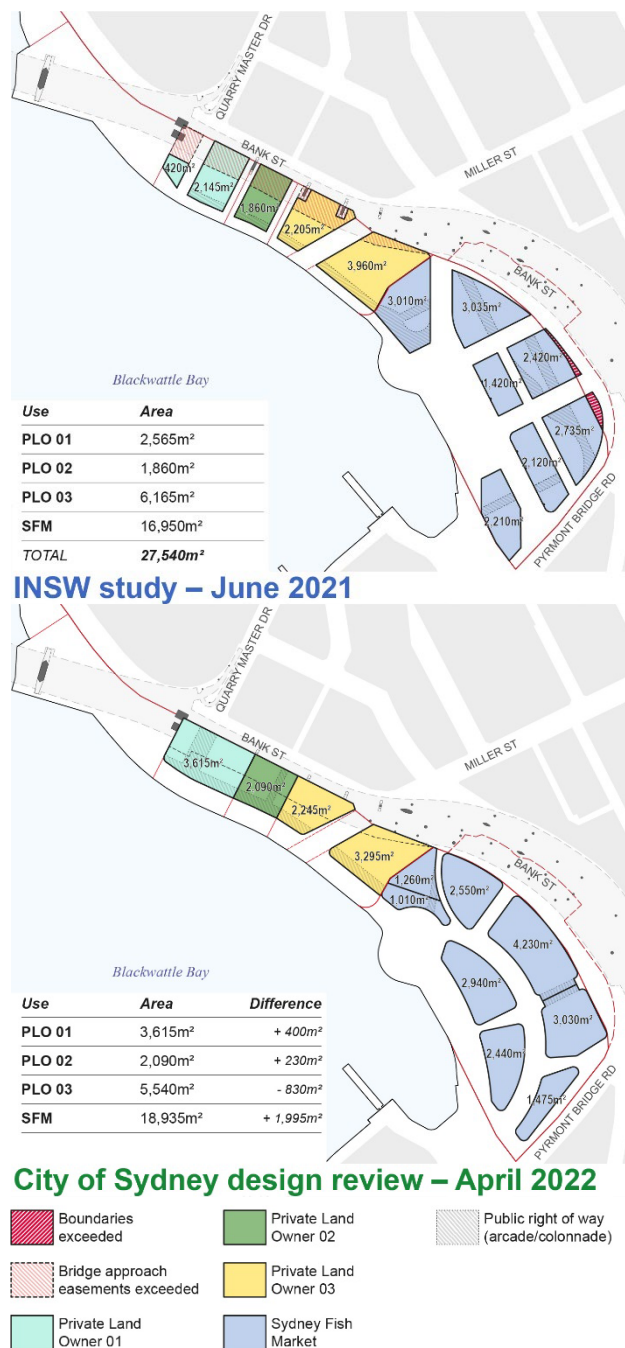 QUARRY MASTER DR
BANK ST
MILLER ST
420m²
2,145m²
1,860m²
2,205m²
3,960m²
3,010m²
BANK ST
3,035m²
2,420m²
1,420m²
2,735m²
2,120m²
2,210m²
PYRMONT BRIDGE RD
Blackwattle Bay
Use Area
PLO 01 2,565m²
PLO 02 1,860m²
PLO 03 6,165m²
SFM 16,950m²
TOTAL 27,540m²
INSW study – June 2021
QUARRY MASTER DR
BANK ST
MILLER ST
3,615m²
2,090m²
2,245m²
3,295m²
1,260m²
1,010m²
BANK ST
2,550m²
4,230m²
2,940m²
3,030m²
2,440m²
1,475m²
PYRMONT BRIDGE RD
Blackwattle Bay
Use Area Difference
PLO 01 3,615m² + 400m²
PLO 02 2,090m² + 230m²
PLO 03 5,540m² - 830m²
SFM 18,935m² + 1,995m²
City of Sydney design review – April 2022
Boundaries
exceeded
Private Land
Owner 02
Public right of way
(arcade/colonnade)
Bridge approach
easements exceeded
Private Land
Owner 03
Private Land
Owner 01
Sydney Fish
Market